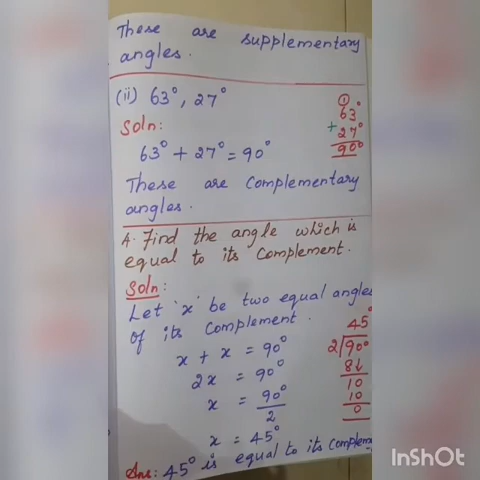 These are supplementary
angles.
(ii) 63°, 27°
Soln:
63° + 27° = 90°
These are complementary
angles.
1
63°
+ 27°
90°
4. Find the angle which is
equal to its complement.
Soln:
Let 'x' be two equal angles
of its complement.
x + x = 90°
2x = 90°
x = 90°
2
x = 45°
45°
2 90°
8↓
10
10
0
Ans: 45° is equal to its complem
InShOt